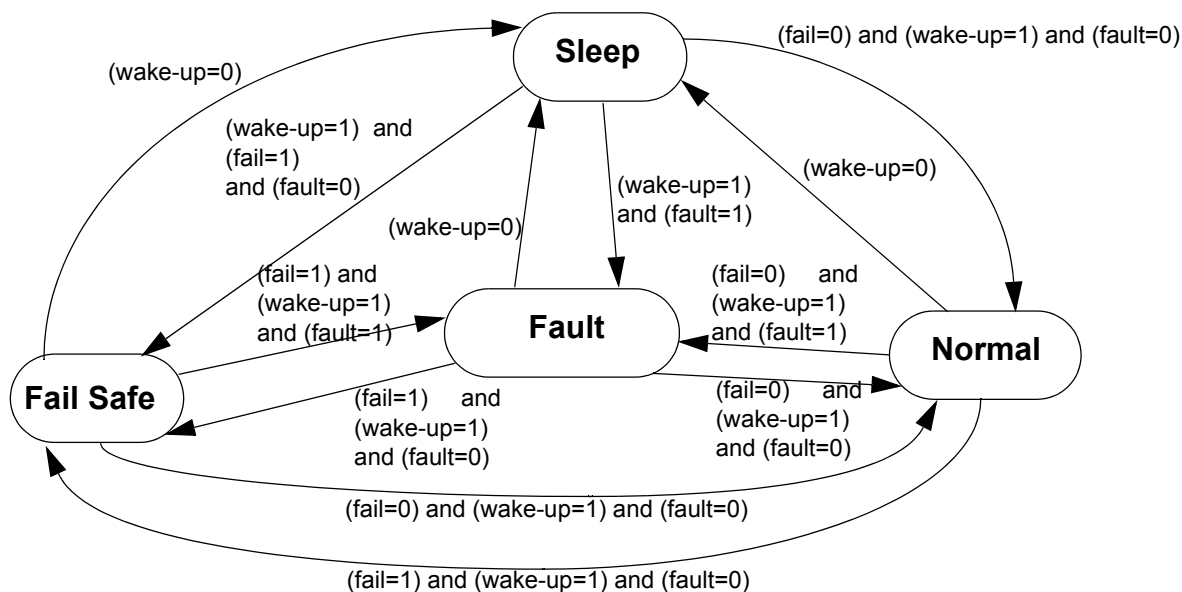 Sleep
(fail=0) and (wake-up=1) and (fault=0)
(wake-up=0)
(wake-up=1) and
(fail=1)
and (fault=0)
(wake-up=0)
(wake-up=1)
and (fault=1)
(wake-up=0)
(fail=1) and
(wake-up=1)
and (fault=1)
(fail=0) and
(wake-up=1)
and (fault=1)
Fault
Normal
Fail Safe
(fail=1) and
(wake-up=1)
and (fault=0)
(fail=0) and
(wake-up=1)
and (fault=0)
(fail=0) and (wake-up=1) and (fault=0)
(fail=1) and (wake-up=1) and (fault=0)